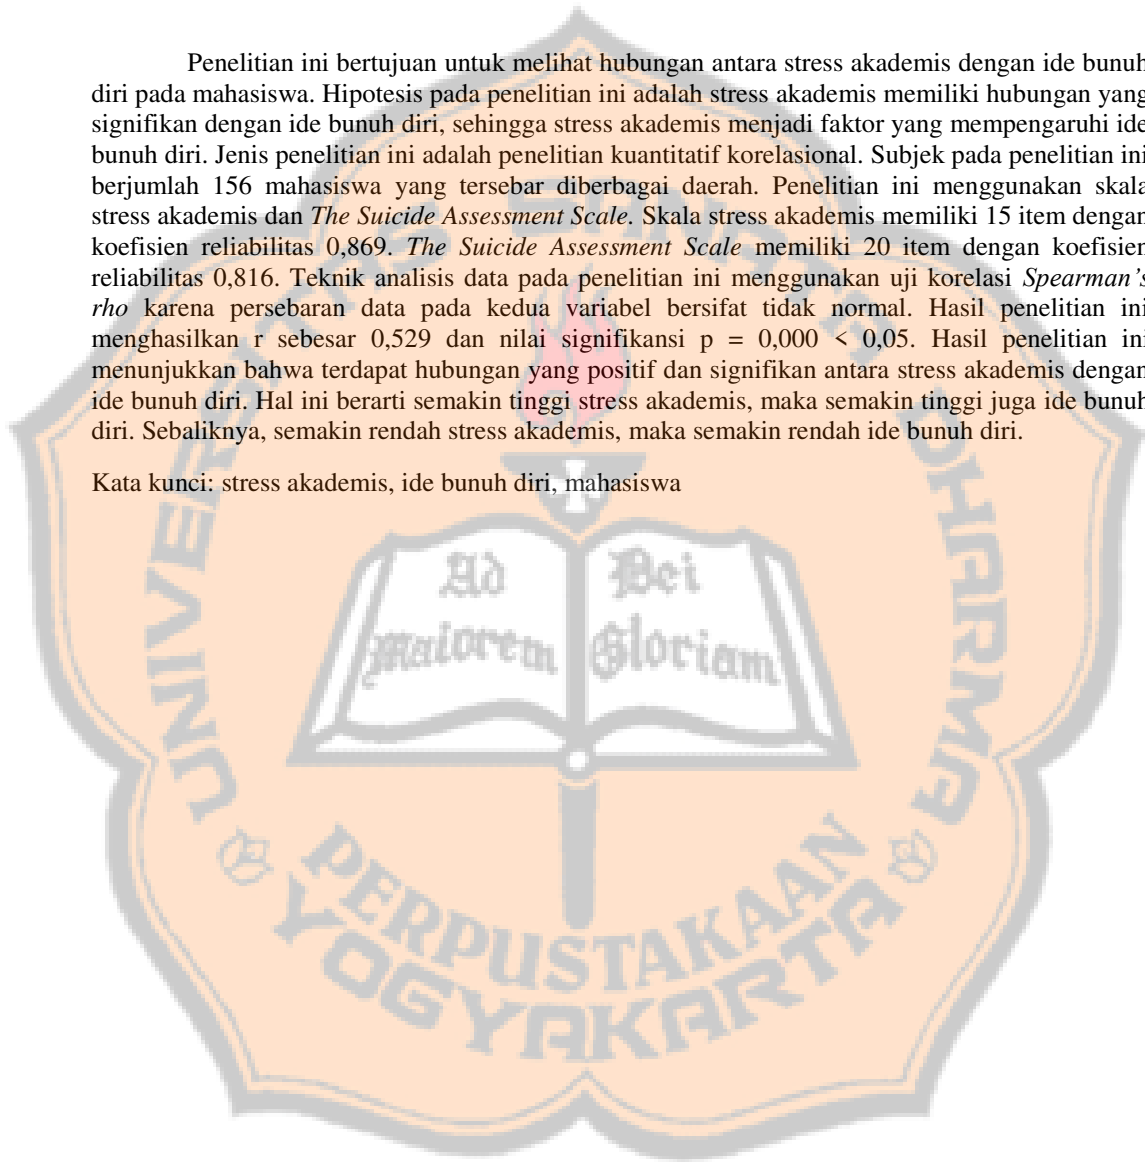 Penelitian ini bertujuan untuk melihat hubungan antara stress akademis dengan ide bunuh
diri pada mahasiswa. Hipotesis pada penelitian ini adalah stress akademis memiliki hubungan yang
signifikan dengan ide bunuh diri, sehingga stress akademis menjadi faktor yang mempengaruhi ide
bunuh diri. Jenis penelitian ini adalah penelitian kuantitatif korelasional. Subjek pada penelitian ini
berjumlah 156 mahasiswa yang tersebar diberbagai daerah. Penelitian ini menggunakan skala
stress akademis dan The Suicide Assessment Scale. Skala stress akademis memiliki 15 item dengan
koefisien reliabilitas 0,869. The Suicide Assessment Scale memiliki 20 item dengan koefisien
reliabilitas 0,816. Teknik analisis data pada penelitian ini menggunakan uji korelasi Spearman's
rho karena persebaran data pada kedua variabel bersifat tidak normal. Hasil penelitian ini
menghasilkan r sebesar 0,529 dan nilai signifikansi p = 0,000 < 0,05. Hasil penelitian ini
menunjukkan bahwa terdapat hubungan yang positif dan signifikan antara stress akademis dengan
ide bunuh diri. Hal ini berarti semakin tinggi stress akademis, maka semakin tinggi juga ide bunuh
diri. Sebaliknya, semakin rendah stress akademis, maka semakin rendah ide bunuh diri.
Kata kunci: stress akademis, ide bunuh diri, mahasiswa
UNIVERSITAS SANATA DHARMA
Ad
maiorem
Dei
Gloriam
PERPUSTAKAAN
YOGYAKARTA